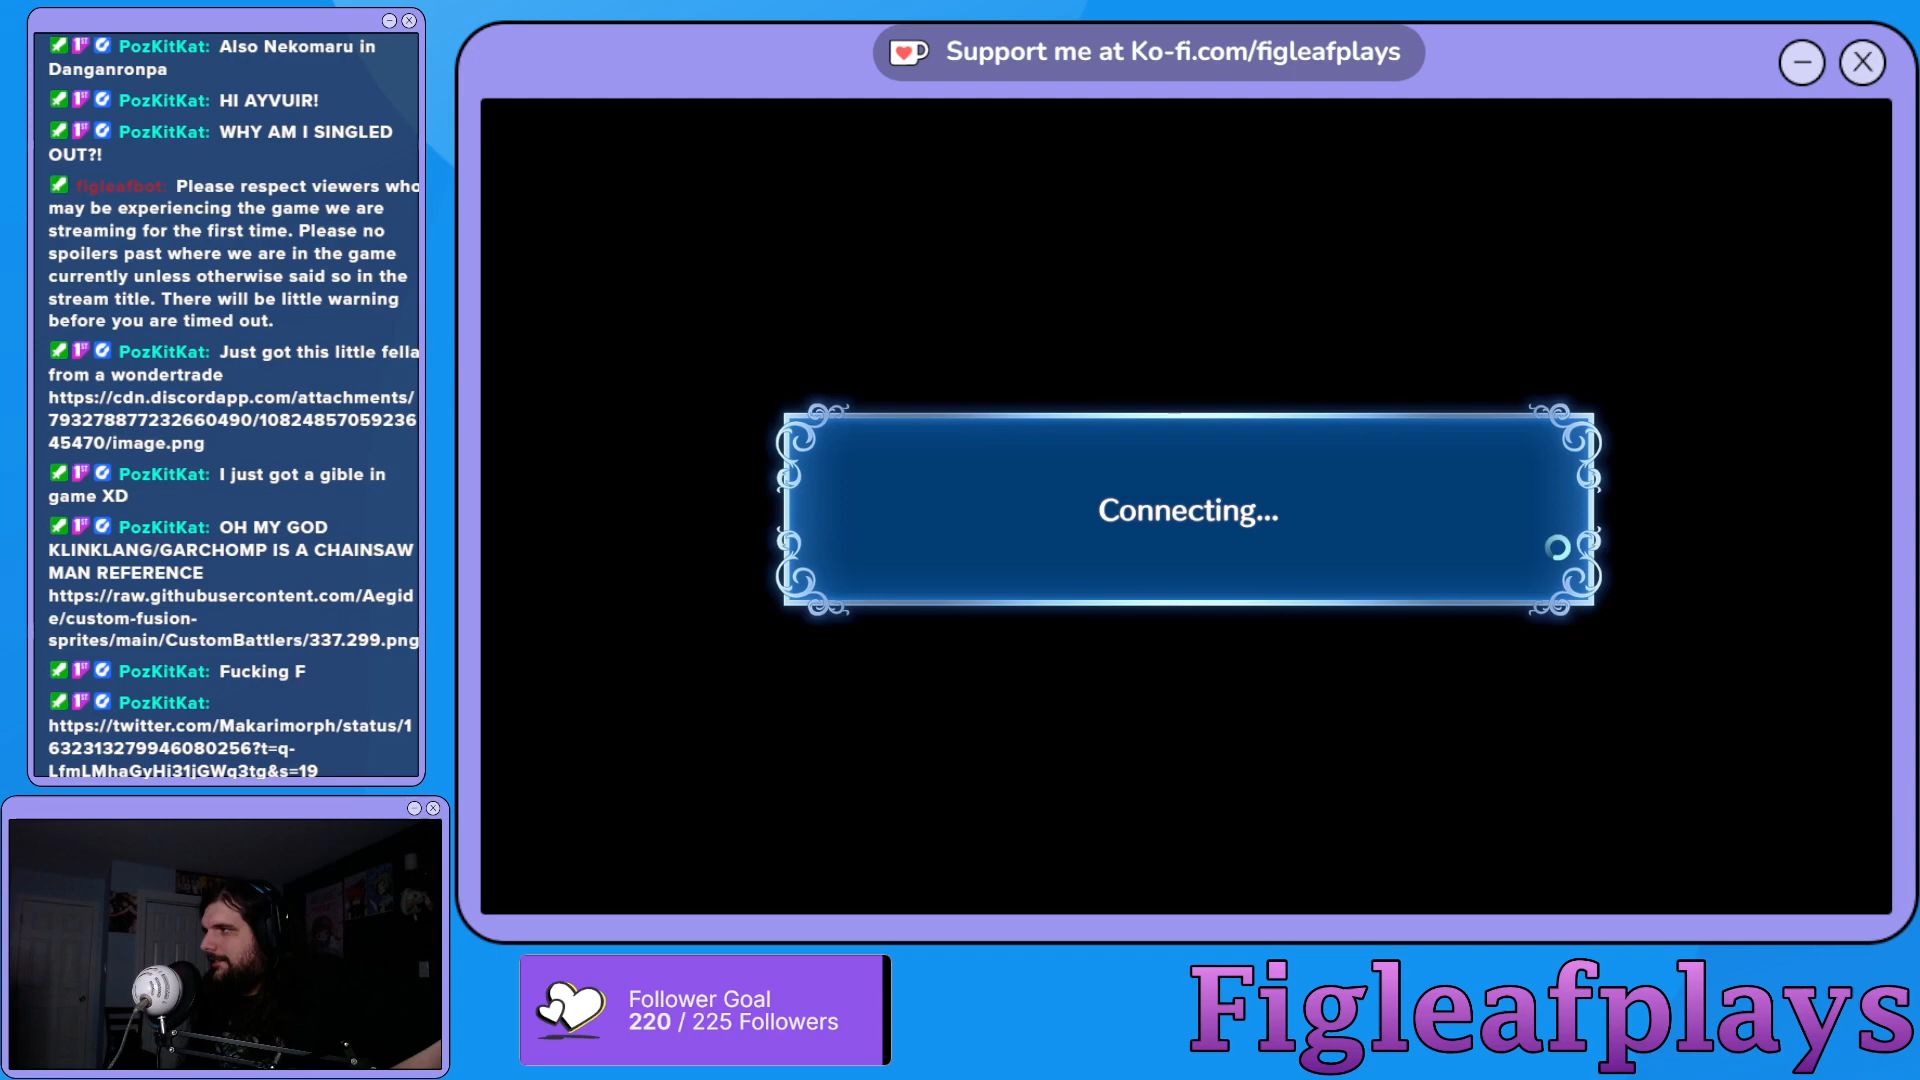 PozKitKat: Also Nekomaru in
Danganronpa
PozKitKat: HI AYVUIR!
PozKitKat: WHY AM I SINGLED
OUT?!
figleafbot: Please respect viewers who
may be experiencing the game we are
streaming for the first time. Please no
spoilers past where we are in the game
currently unless otherwise said so in the
stream title. There will be little warning
before you are timed out.
PozKitKat: Just got this little fella
from a wondertrade
https://cdn.discordapp.com/attachments/
793278877232660490/10824857059236
45470/image.png
PozKitKat: I just got a gible in
game XD
PozKitKat: OH MY GOD
KLINKLANG/GARCHOMP IS A CHAINSAW
MAN REFERENCE
https://raw.githubusercontent.com/Aegid
e/custom-fusion-
sprites/main/CustomBattlers/337.299.png
PozKitKat: Fucking F
PozKitKat:
https://twitter.com/Makarimorph/status/1
632313279946080256?t=q-
LfmLMhaGyHi31jGWq3tg&s=19
Support me at Ko-fi.com/figleafplays
Connecting...
Follower Goal
220 / 225 Followers
Figleafplays